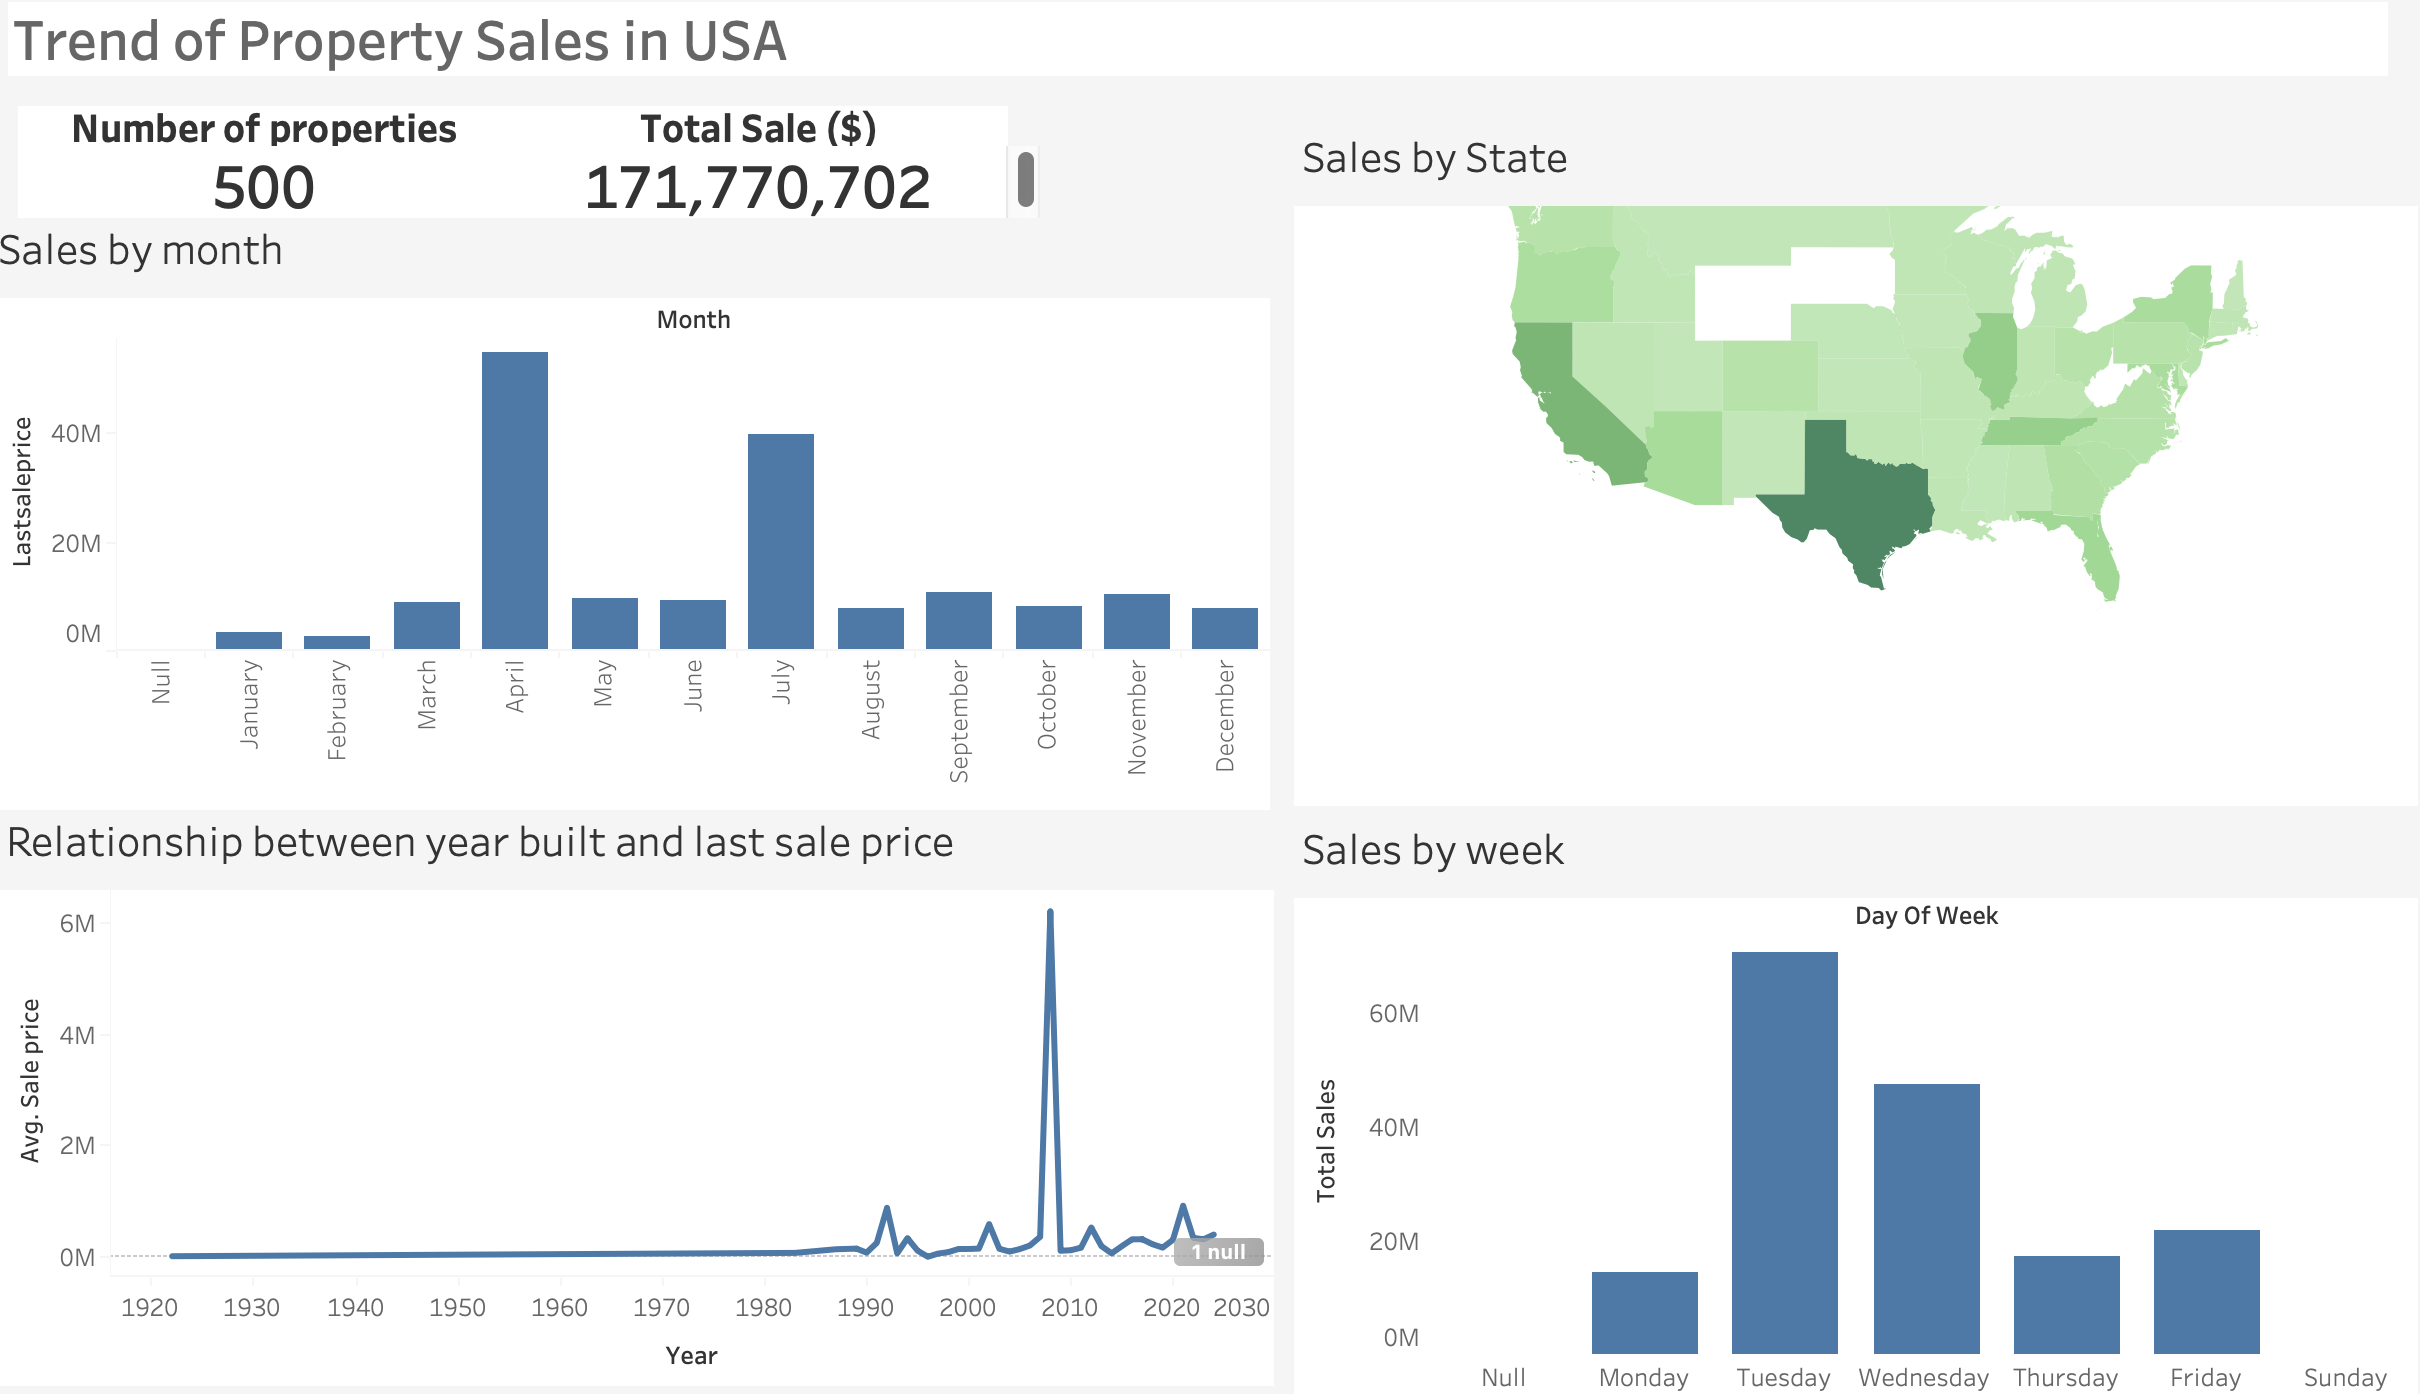 Trend of Property Sales in USA
Number of properties
500
Total Sale ($)
171,770,702
Sales by month
Month
Lastsaleprice
40M
20M
0M
Null
January
February
March
April
May
June
July
August
September
October
November
December
Sales by State
Relationship between year built and last sale price
Avg. Sale price
6M
4M
2M
0M
1 null
1920 1930 1940 1950 1960 1970 1980 1990 2000 2010 2020 2030
Year
Sales by week
Day Of Week
Total Sales
60M
40M
20M
0M
Null Monday Tuesday Wednesday Thursday Friday Sunday